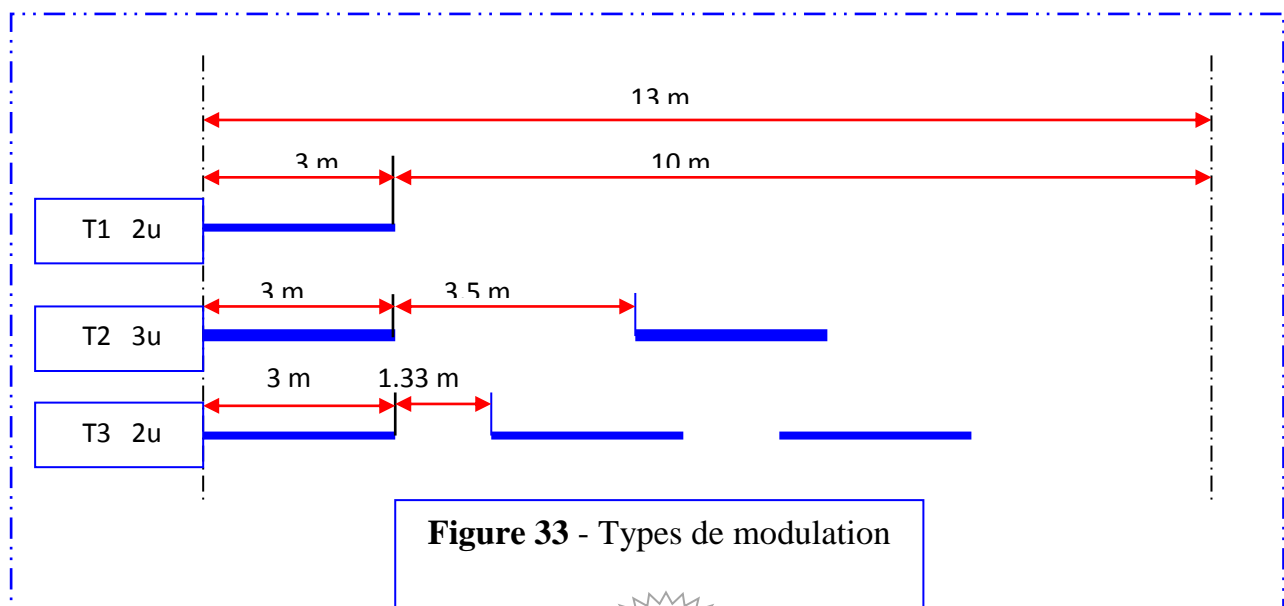 13 m
3 m 10 m
T1 2u
3 m 3.5 m
T2 3u
3 m 1.33 m
T3 2u
Figure 33 - Types de modulation